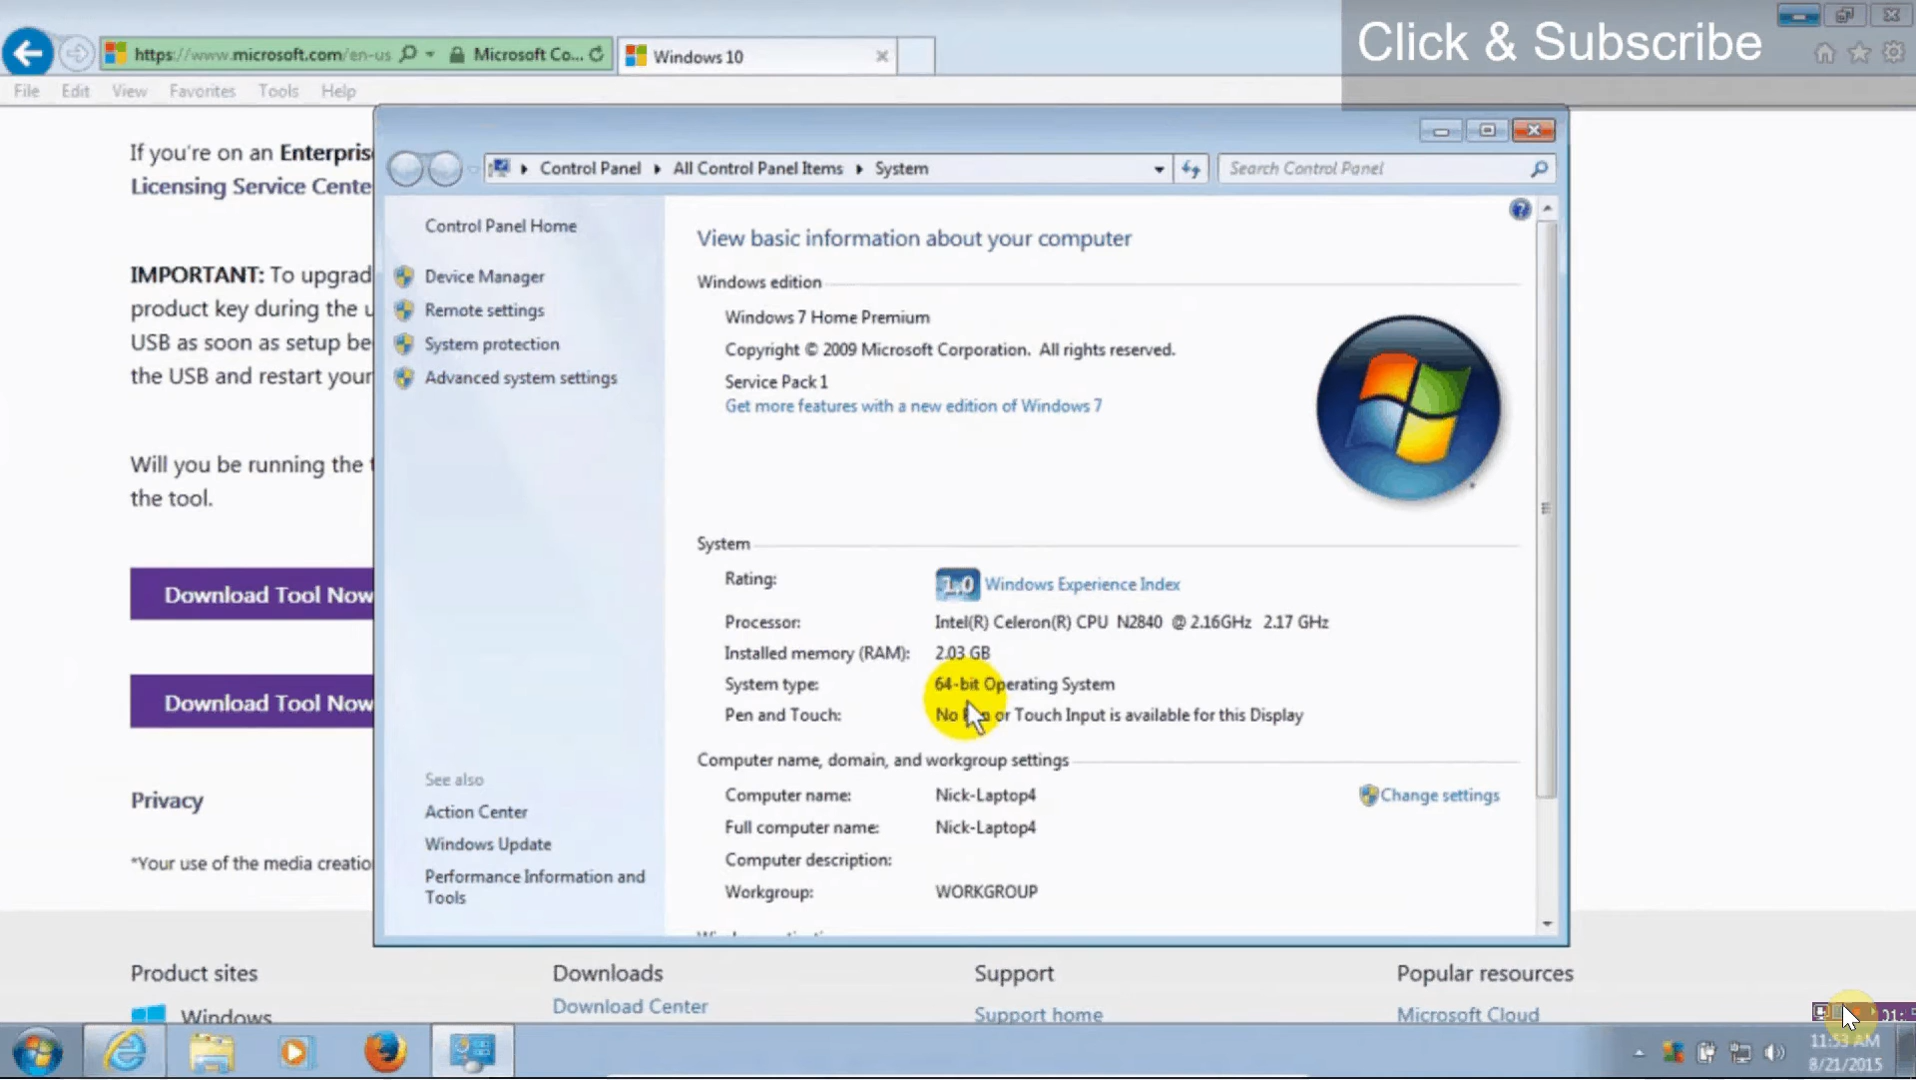 Click & Subscribe
https://www.microsoft.com/en-us
Microsoft Co...
Windows 10
File Edit View Favorites Tools Help
If you're on an Enterpris
Licensing Service Cente
IMPORTANT: To upgrad
product key during the u
USB as soon as setup be
the USB and restart your
Will you be running the t
the tool.
Download Tool Now
Download Tool Now
Privacy
*Your use of the media creatio
Control Panel All Control Panel Items System
Search Control Panel
Control Panel Home
Device Manager
Remote settings
System protection
Advanced system settings
See also
Action Center
Windows Update
Performance Information and
Tools
View basic information about your computer
Windows edition
Windows 7 Home Premium
Copyright © 2009 Microsoft Corporation. All rights reserved.
Service Pack 1
Get more features with a new edition of Windows 7
System
Rating: 1.0 Windows Experience Index
Processor: Intel(R) Celeron(R) CPU N2840 @ 2.16GHz 2.17 GHz
Installed memory (RAM): 2.03 GB
System type: 64-bit Operating System
Pen and Touch: No Pen or Touch Input is available for this Display
Computer name, domain, and workgroup settings
Computer name: Nick-Laptop4
Change settings
Full computer name: Nick-Laptop4
Computer description:
Workgroup: WORKGROUP
Product sites
Windows
Downloads
Download Center
Support
Support home
Popular resources
Microsoft Cloud
01:
11:53 AM
8/21/2015